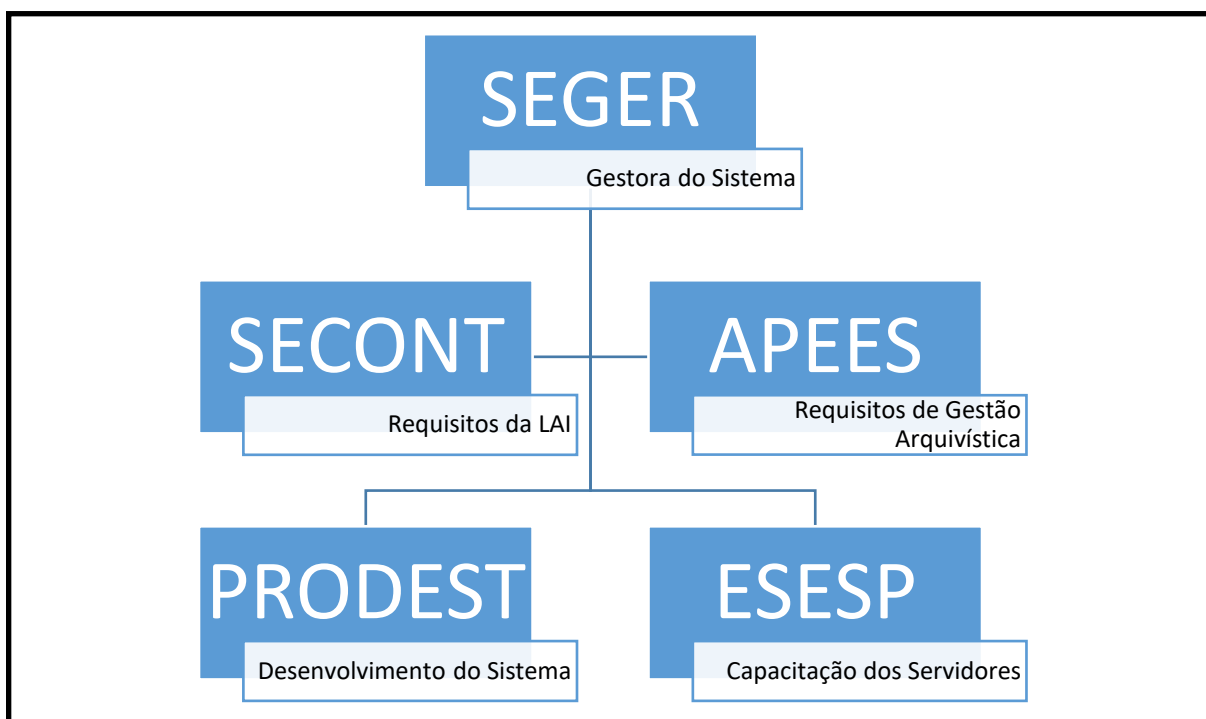 SEGER
Gestora do Sistema
SECONT
Requisitos da LAI
APEES
Requisitos de Gestão
Arquivística
PRODEST
Desenvolvimento do Sistema
ESESP
Capacitação dos Servidores